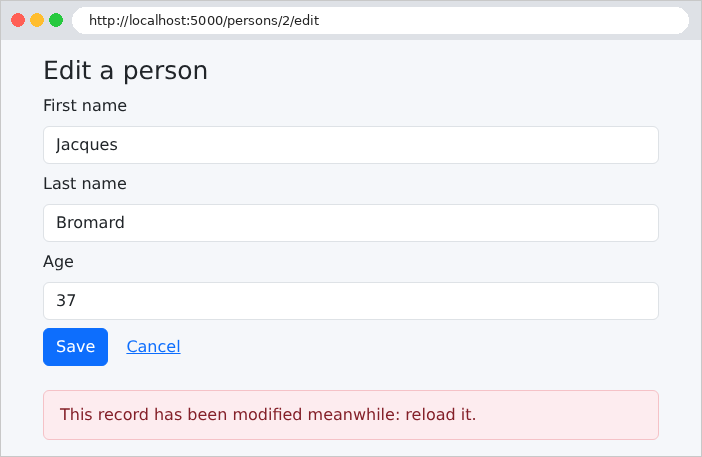 http://localhost:5000/persons/2/edit
Edit a person
First name
Jacques
Last name
Bromard
Age
37
Save Cancel
This record has been modified meanwhile: reload it.